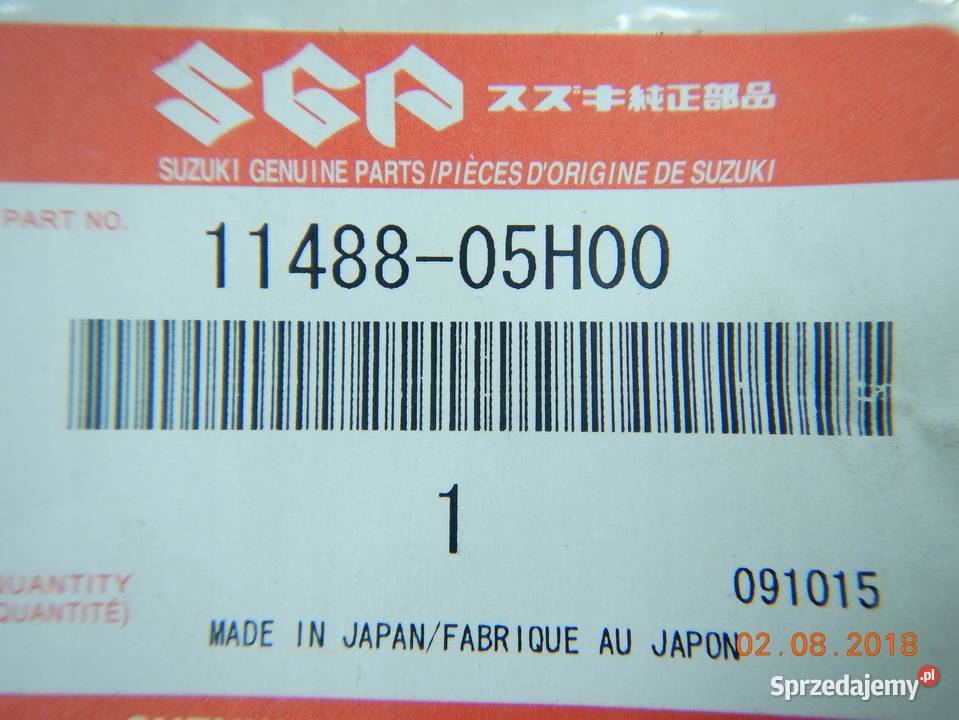 SGP スズキ純正部品
SUZUKI GENUINE PARTS/PIÈCES D'ORIGINE DE SUZUKI
PART NO.
11488-05H00
1
QUANTITY
QUANTITÉ)
091015
MADE IN JAPAN/FABRIQUE AU JAPON
02.08.2018
Sprzedajemy.pl